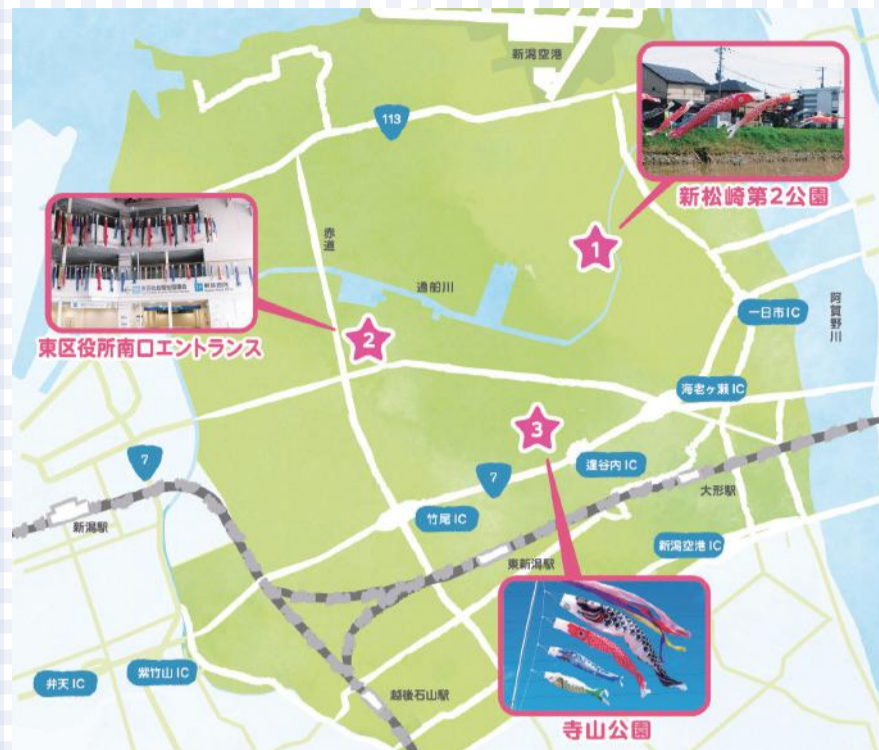 新潟空港
113
新松崎第2公園
1
赤道
通船川
阿賀野川
一日市IC
東区役所南口エントランス
2
海老ヶ瀬IC
3
7
7
逢谷内IC
大形駅
竹尾IC
新潟駅
新潟空港IC
東新潟駅
弁天IC
紫竹山IC
越後石山駅
寺山公園